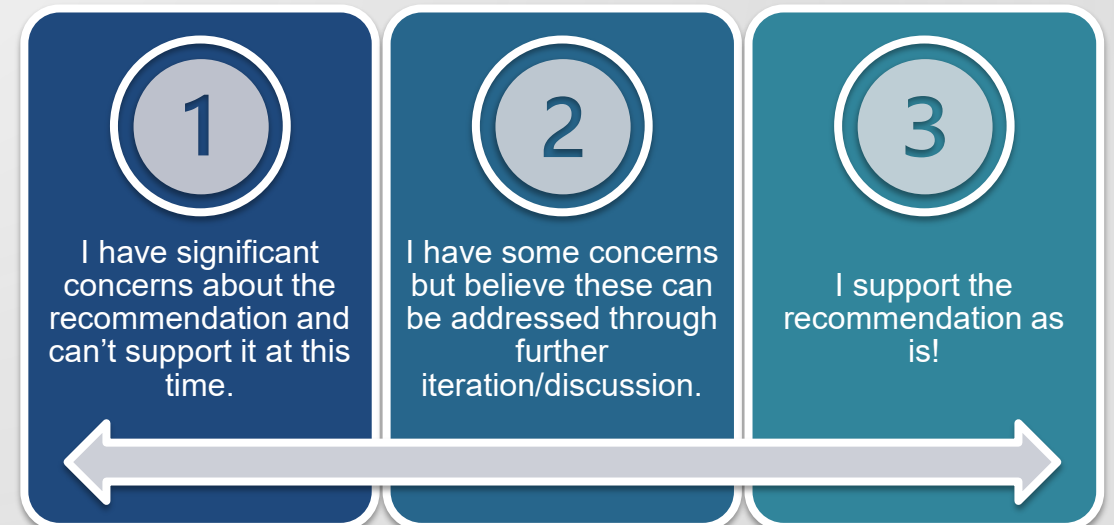 1
I have significant
concerns about the
recommendation and
can’t support it at this
time.
2
I have some concerns
but believe these can
be addressed through
further
iteration/discussion.
3
I support the
recommendation as
is!